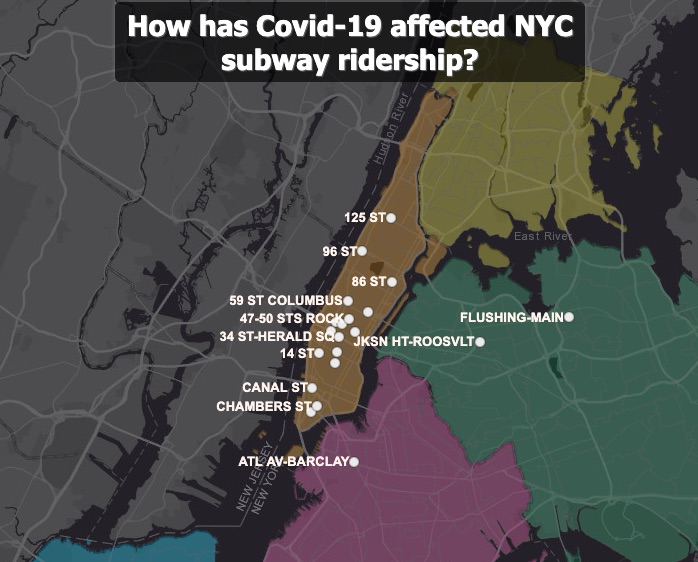 How has Covid-19 affected NYC
subway ridership?
Hudson River
125 ST
East River
96 ST
86 ST
59 ST COLUMBUS
47-50 STS ROCK
FLUSHING-MAIN
34 ST-HERALD SQ
JKSN HT-ROOSVLT
14 ST
CANAL ST
CHAMBERS ST
ATL AV-BARCLAY
NEW JERSEY
NEW YORK